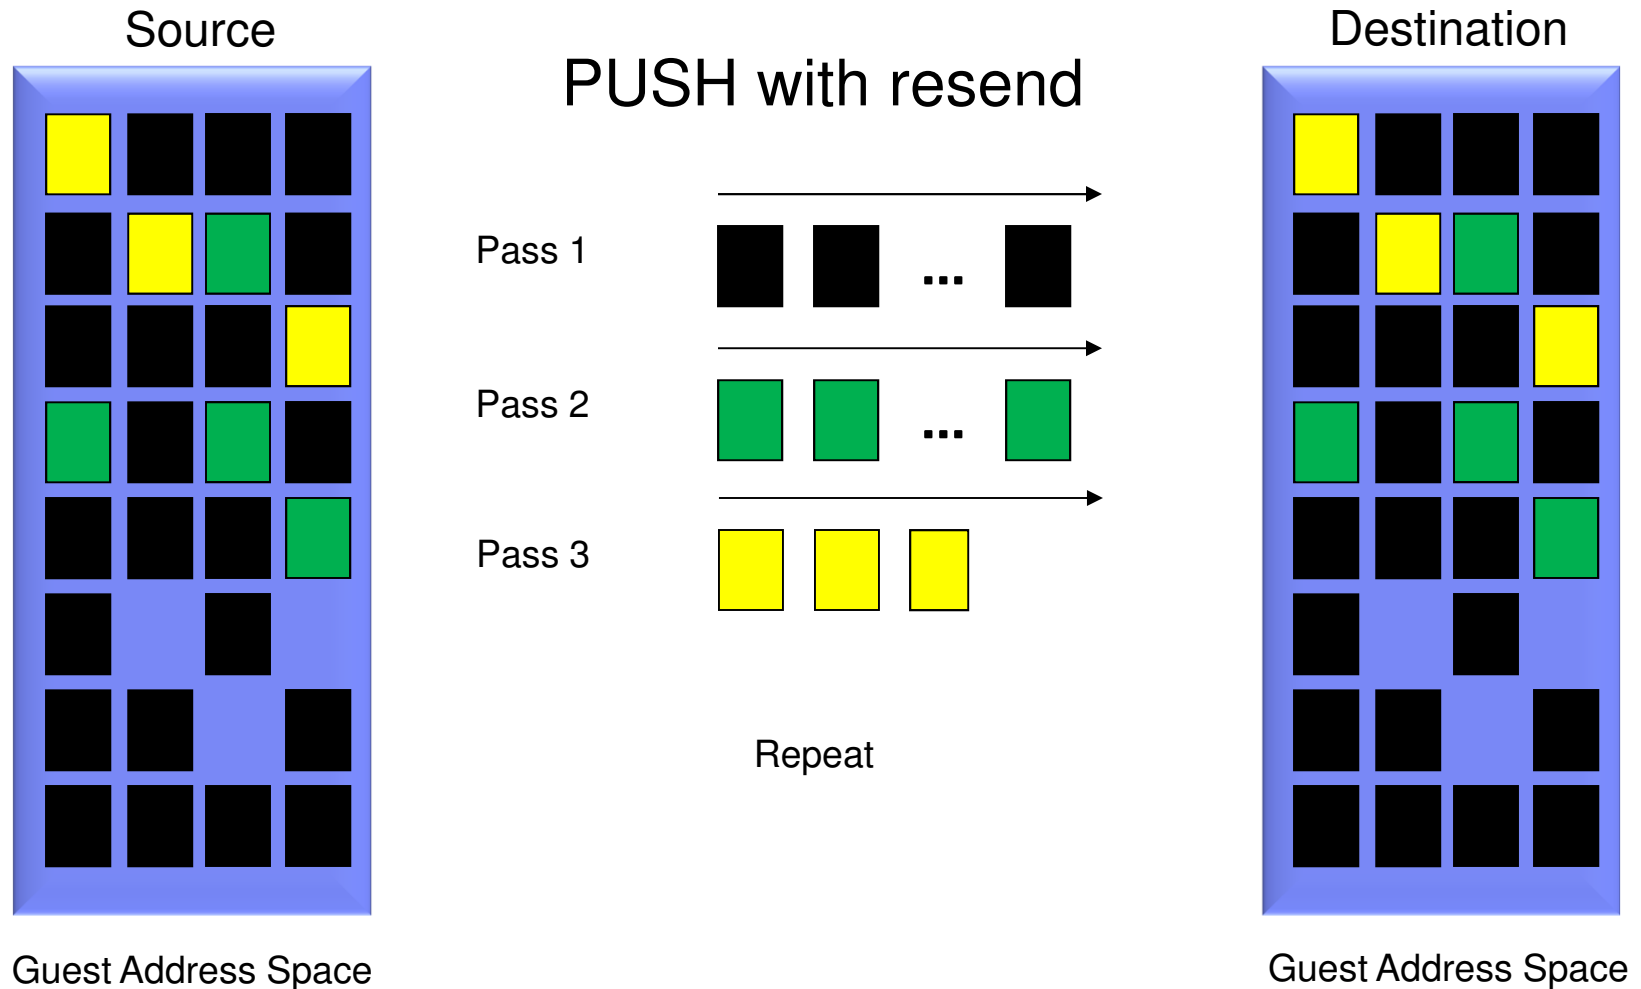 Source
Destination
PUSH with resend
Pass 1
...
Pass 2
...
Pass 3
Repeat
Guest Address Space
Guest Address Space